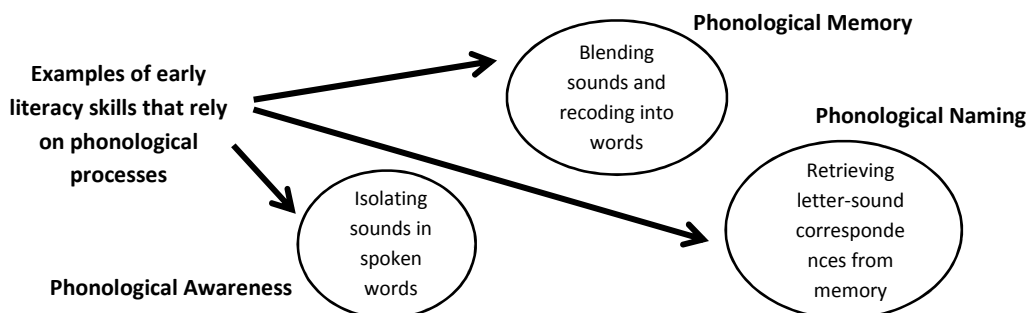 Phonological Memory
Blending
sounds and
recoding into
words
Examples of early
literacy skills that rely
on phonological
processes
Phonological Naming
Retrieving
letter-sound
corresponde
nces from
memory
Isolating
sounds in
spoken
words
Phonological Awareness